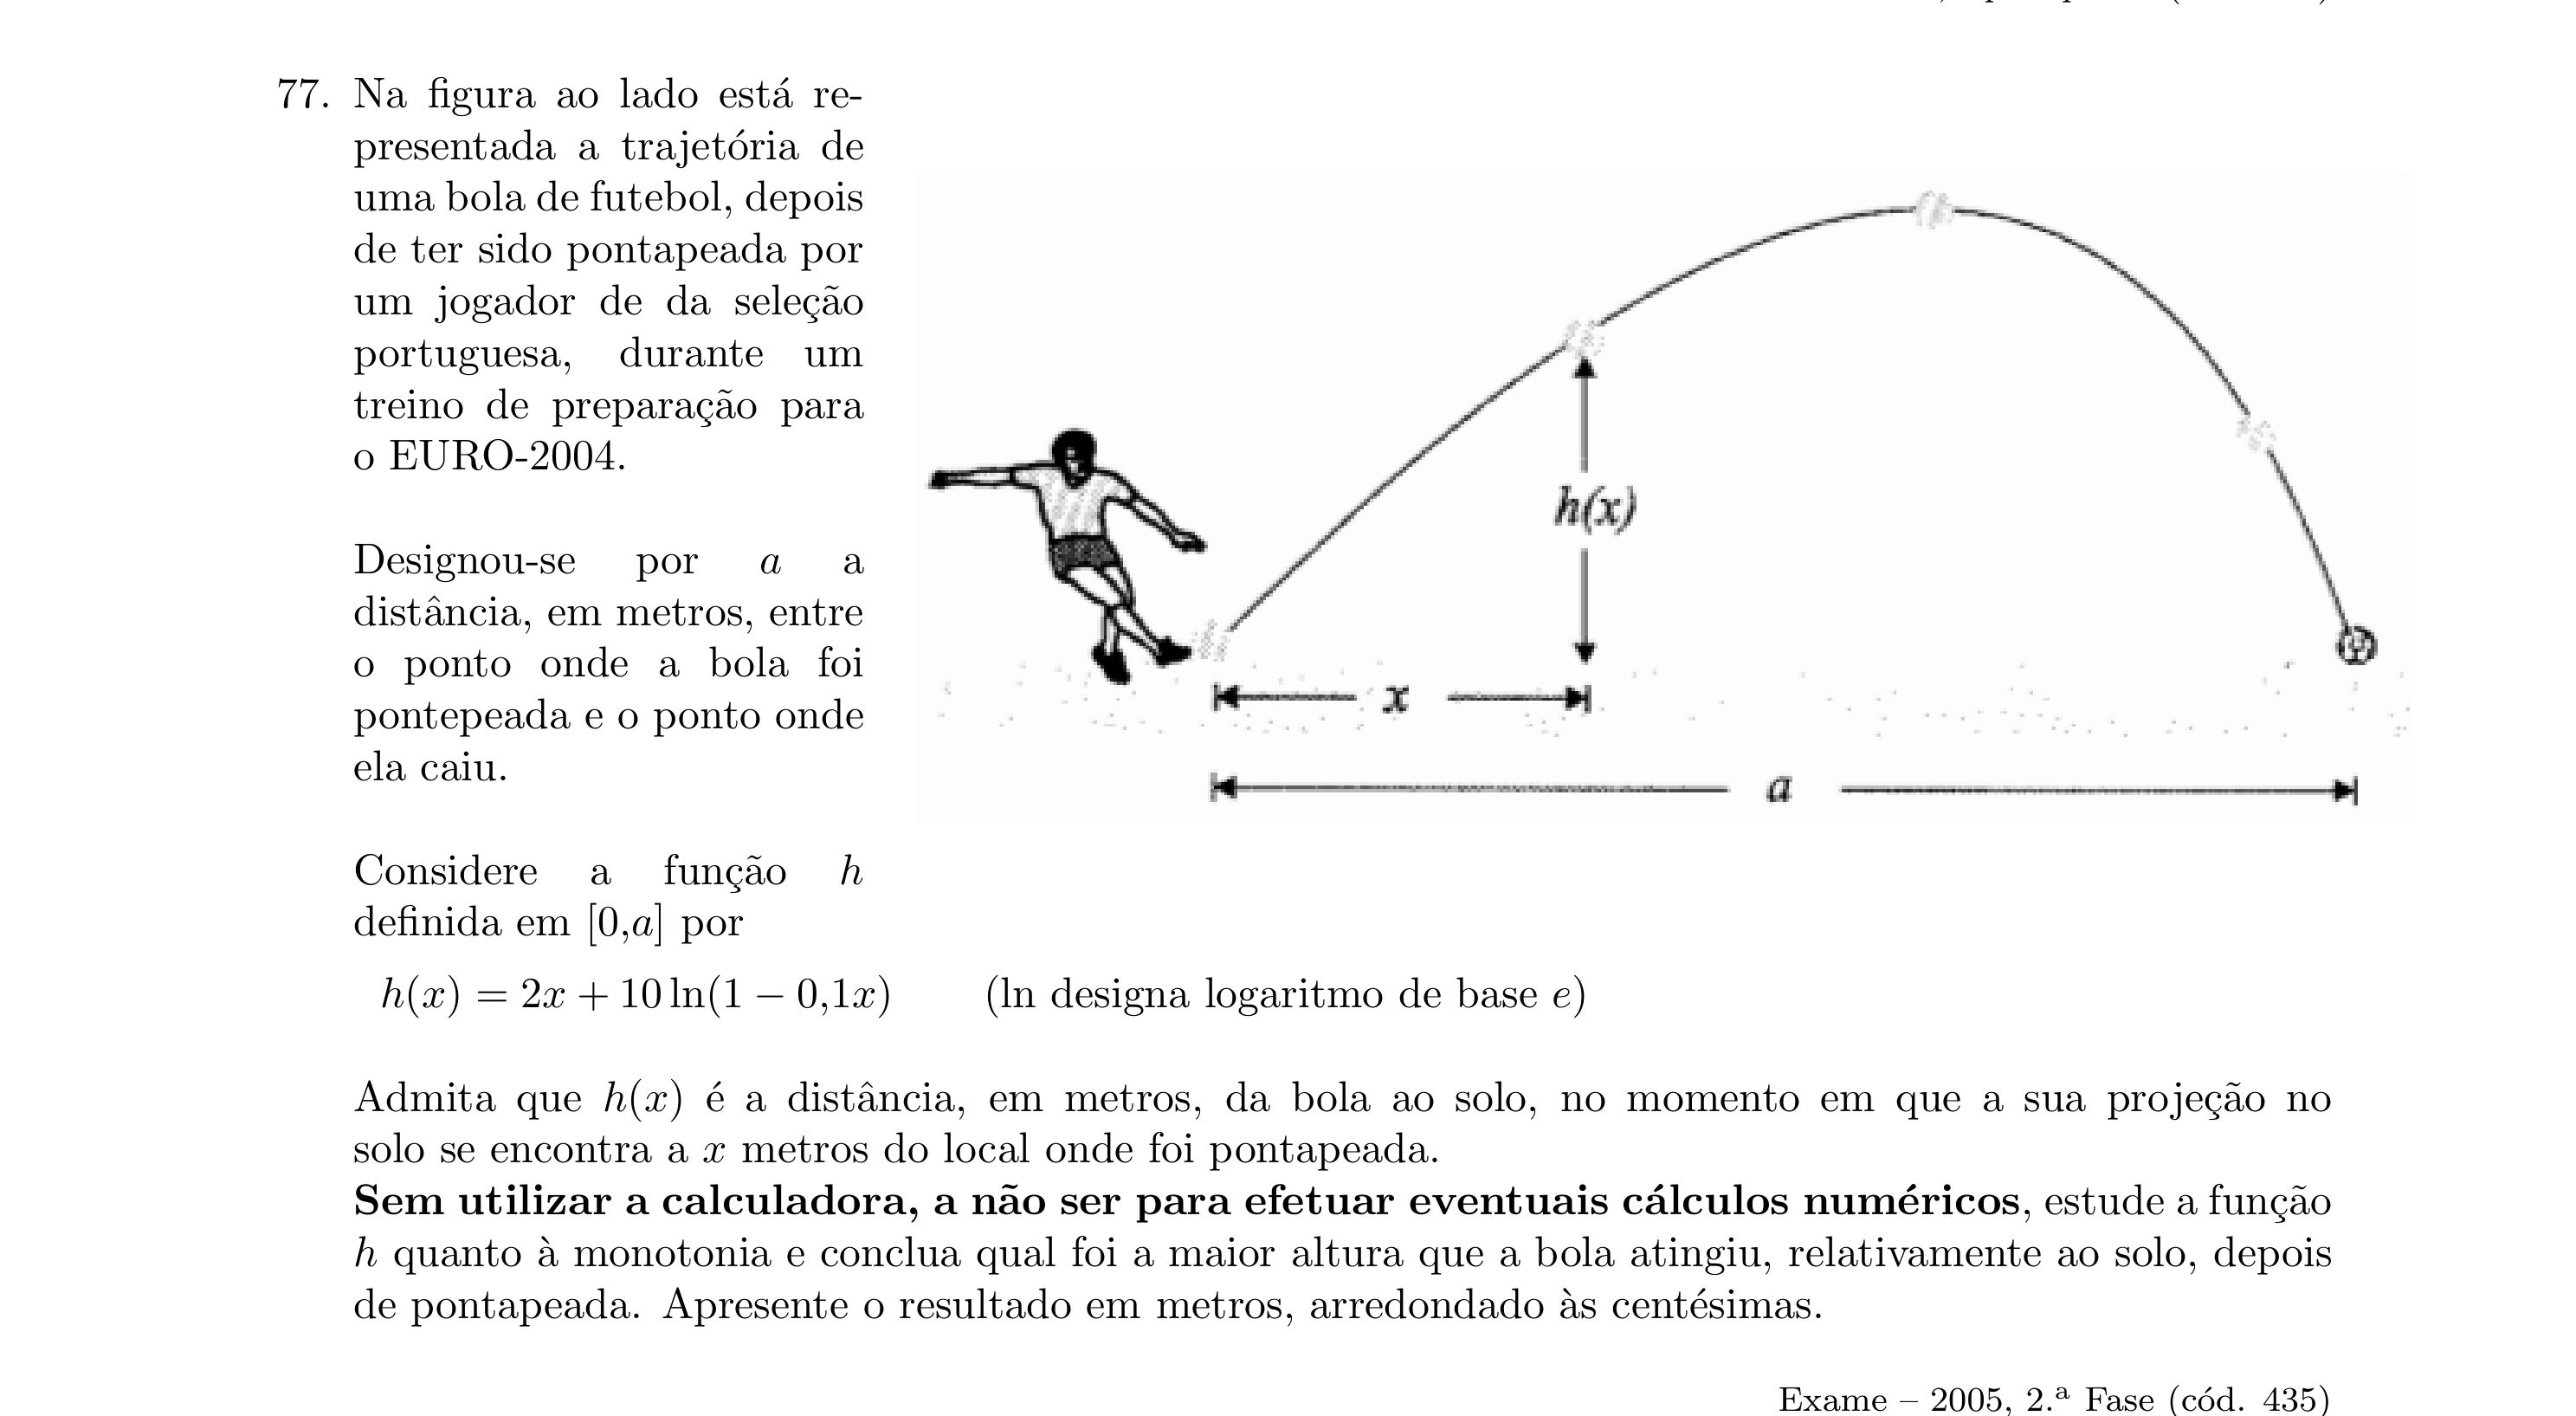 77. Na figura ao lado está re-
presentada a trajetória de
uma bola de futebol, depois
de ter sido pontapeada por
um jogador de da seleção
portuguesa, durante um
treino de preparação para
o EURO-2004.
Designou-se por a a
distância, em metros, entre
o ponto onde a bola foi
pontepeada e o ponto onde
ela caiu.
Considere a função h
definida em [0,a] por
h(x)
x
a
h(x) = 2x + 10 ln(1 − 0,1x) (ln designa logaritmo de base e)
Admita que h(x) é a distância, em metros, da bola ao solo, no momento em que a sua projeção no
solo se encontra a x metros do local onde foi pontapeada.
Sem utilizar a calculadora, a não ser para efetuar eventuais cálculos numéricos, estude a função
h quanto à monotonia e conclua qual foi a maior altura que a bola atingiu, relativamente ao solo, depois
de pontapeada. Apresente o resultado em metros, arredondado às centésimas.
Exame – 2005, 2.ª Fase (cód. 435)